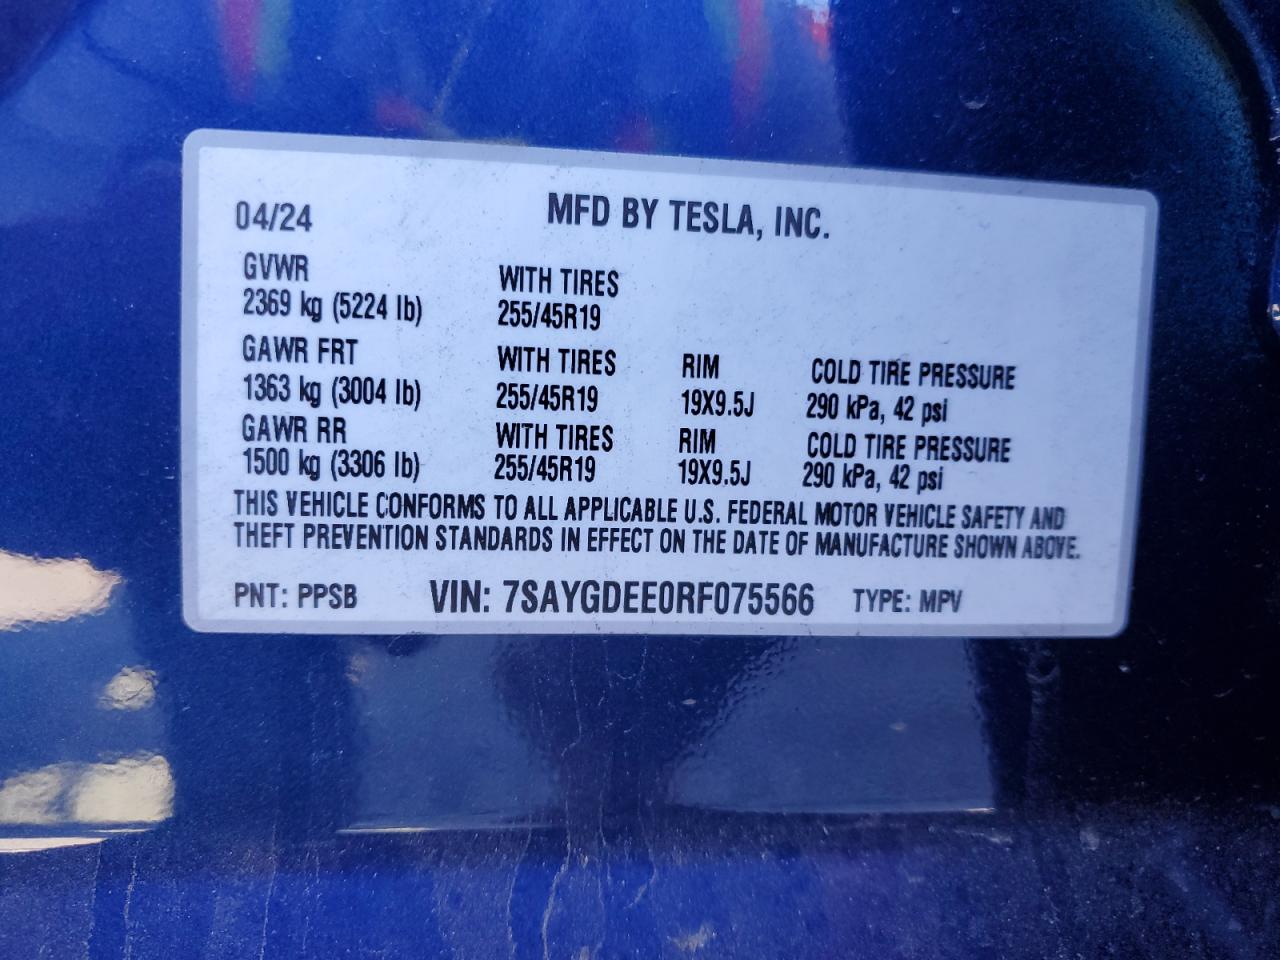 04/24 MFD BY TESLA, INC.
GVWR WITH TIRES
2369 kg (5224 lb) 255/45R19
GAWR FRT WITH TIRES RIM COLD TIRE PRESSURE
1363 kg (3004 lb) 255/45R19 19X9.5J 290 kPa, 42 psi
GAWR RR WITH TIRES RIM COLD TIRE PRESSURE
1500 kg (3306 lb) 255/45R19 19X9.5J 290 kPa, 42 psi
THIS VEHICLE CONFORMS TO ALL APPLICABLE U.S. FEDERAL MOTOR VEHICLE SAFETY AND
THEFT PREVENTION STANDARDS IN EFFECT ON THE DATE OF MANUFACTURE SHOWN ABOVE.
PNT: PPSB VIN: 7SAYGDEE0RF075566 TYPE: MPV